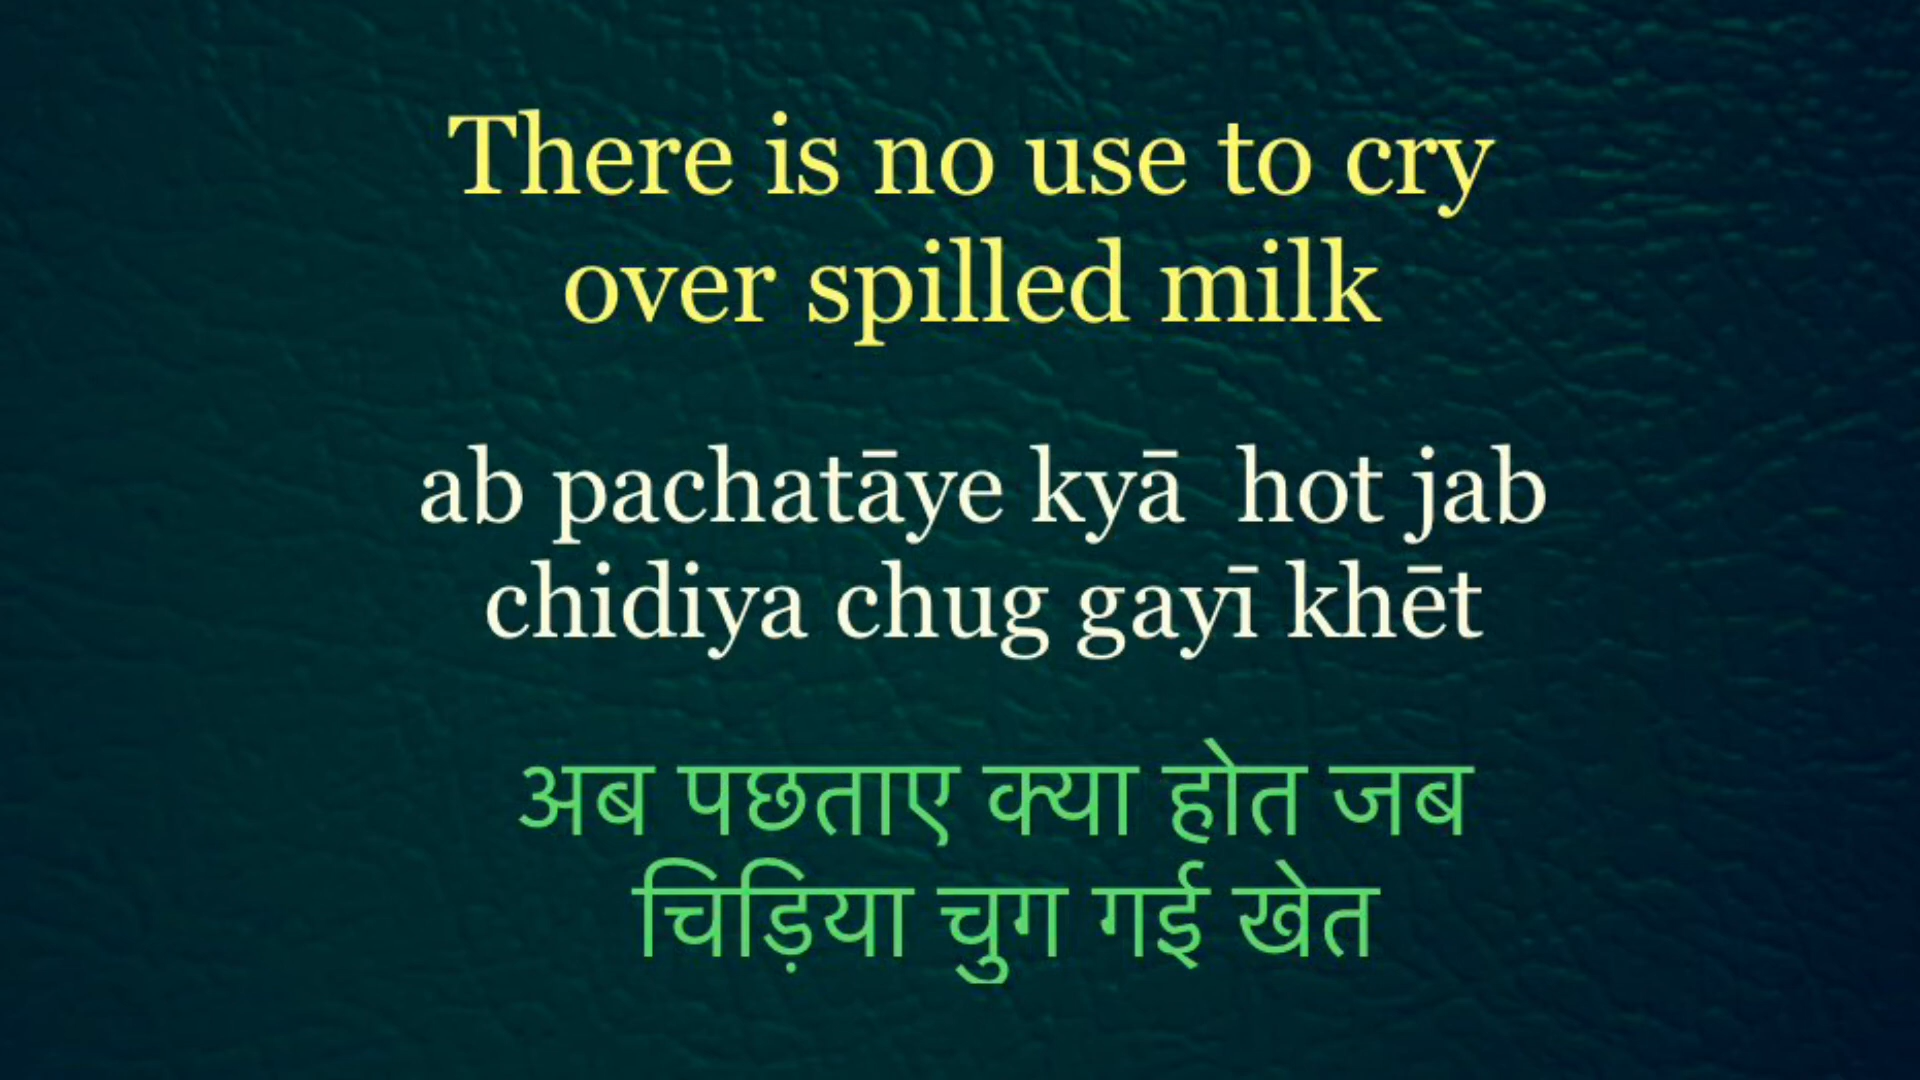 There is no use to cry
over spilled milk
ab pachatāye kyā  hot jab
chidiya chug gayī khēt
अब पछताए क्या होत जब
चिड़िया चुग गई खेत